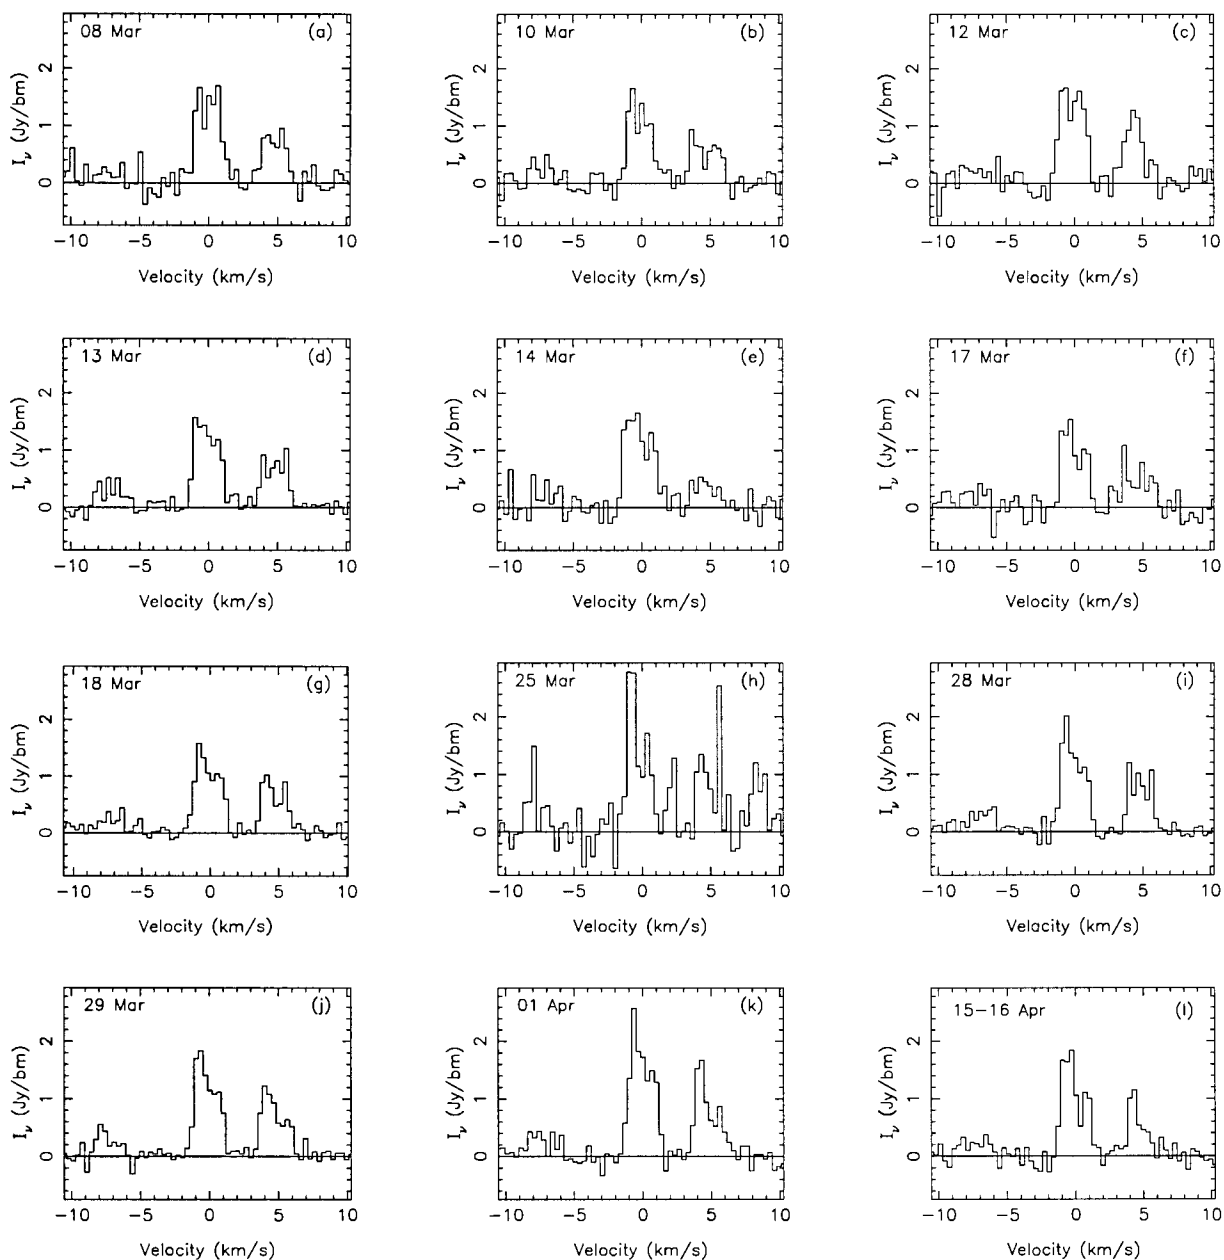 08 Mar (a)
2
1
0
I_ν (Jy/bm)
−10 −5 0 5 10
Velocity (km/s)
10 Mar (b)
2
1
0
I_ν (Jy/bm)
−10 −5 0 5 10
Velocity (km/s)
12 Mar (c)
2
1
0
I_ν (Jy/bm)
−10 −5 0 5 10
Velocity (km/s)
13 Mar (d)
2
1
0
I_ν (Jy/bm)
−10 −5 0 5 10
Velocity (km/s)
14 Mar (e)
2
1
0
I_ν (Jy/bm)
−10 −5 0 5 10
Velocity (km/s)
17 Mar (f)
2
1
0
I_ν (Jy/bm)
−10 −5 0 5 10
Velocity (km/s)
18 Mar (g)
2
1
0
I_ν (Jy/bm)
−10 −5 0 5 10
Velocity (km/s)
25 Mar (h)
2
1
0
I_ν (Jy/bm)
−10 −5 0 5 10
Velocity (km/s)
28 Mar (i)
2
1
0
I_ν (Jy/bm)
−10 −5 0 5 10
Velocity (km/s)
29 Mar (j)
2
1
0
I_ν (Jy/bm)
−10 −5 0 5 10
Velocity (km/s)
01 Apr (k)
2
1
0
I_ν (Jy/bm)
−10 −5 0 5 10
Velocity (km/s)
15−16 Apr (l)
2
1
0
I_ν (Jy/bm)
−10 −5 0 5 10
Velocity (km/s)